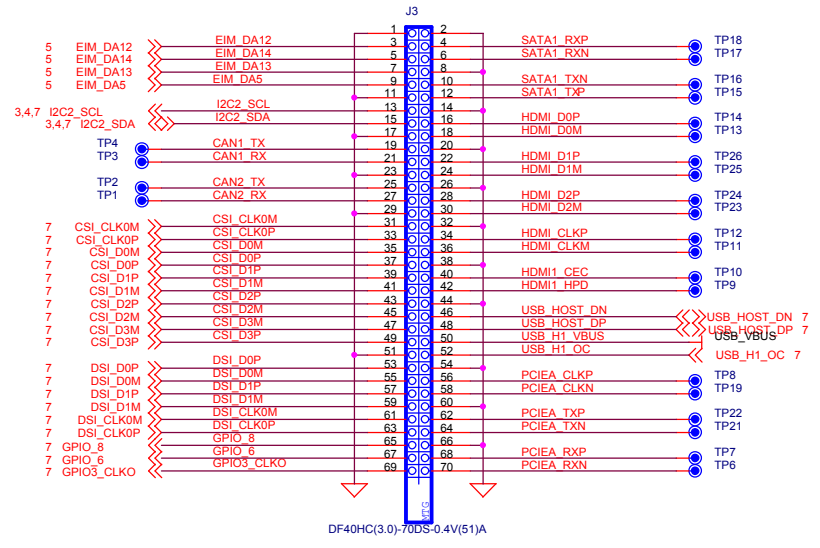 J3
1 2
EIM_DA12 3 4 SATA1_RXP TP18
5 EIM_DA12
EIM_DA14 5 6 SATA1_RXN TP17
5 EIM_DA14
EIM_DA13 7 8
5 EIM_DA13
EIM_DA5 9 10 SATA1_TXN TP16
5 EIM_DA5
11 12 SATA1_TXP TP15
3,4,7 I2C2_SCL I2C2_SCL 13 14
3,4,7 I2C2_SDA I2C2_SDA 15 16 HDMI_D0P TP14
17 18 HDMI_D0M TP13
TP4 CAN1_TX 19 20
TP3 CAN1_RX 21 22 HDMI_D1P TP26
23 24 HDMI_D1M TP25
TP2 CAN2_TX 25 26
TP1 CAN2_RX 27 28 HDMI_D2P TP24
29 30 HDMI_D2M TP23
7 CSI_CLK0M CSI_CLK0M 31 32
7 CSI_CLK0P CSI_CLK0P 33 34 HDMI_CLKP TP12
7 CSI_D0M CSI_D0M 35 36 HDMI_CLKM TP11
7 CSI_D0P CSI_D0P 37 38
7 CSI_D1P CSI_D1P 39 40 HDMI1_CEC TP10
7 CSI_D1M CSI_D1M 41 42 HDMI1_HPD TP9
7 CSI_D2P CSI_D2P 43 44
7 CSI_D2M CSI_D2M 45 46 USB_HOST_DN USB_HOST_DN 7
7 CSI_D3M CSI_D3M 47 48 USB_HOST_DP USB_HOST_DP 7
7 CSI_D3P CSI_D3P 49 50 USB_H1_VBUS USB_VBUS
51 52 USB_H1_OC USB_H1_OC 7
7 DSI_D0P DSI_D0P 53 54
7 DSI_D0M DSI_D0M 55 56 PCIEA_CLKP TP8
7 DSI_D1P DSI_D1P 57 58 PCIEA_CLKN TP19
7 DSI_D1M DSI_D1M 59 60
7 DSI_CLK0M DSI_CLK0M 61 62 PCIEA_TXP TP22
7 DSI_CLK0P DSI_CLK0P 63 64 PCIEA_TXN TP21
7 GPIO_8 GPIO_8 65 66
7 GPIO_6 GPIO_6 67 68 PCIEA_RXP TP7
7 GPIO3_CLKO GPIO3_CLKO 69 70 PCIEA_RXN TP6
MTG
DF40HC(3.0)-70DS-0.4V(51)A